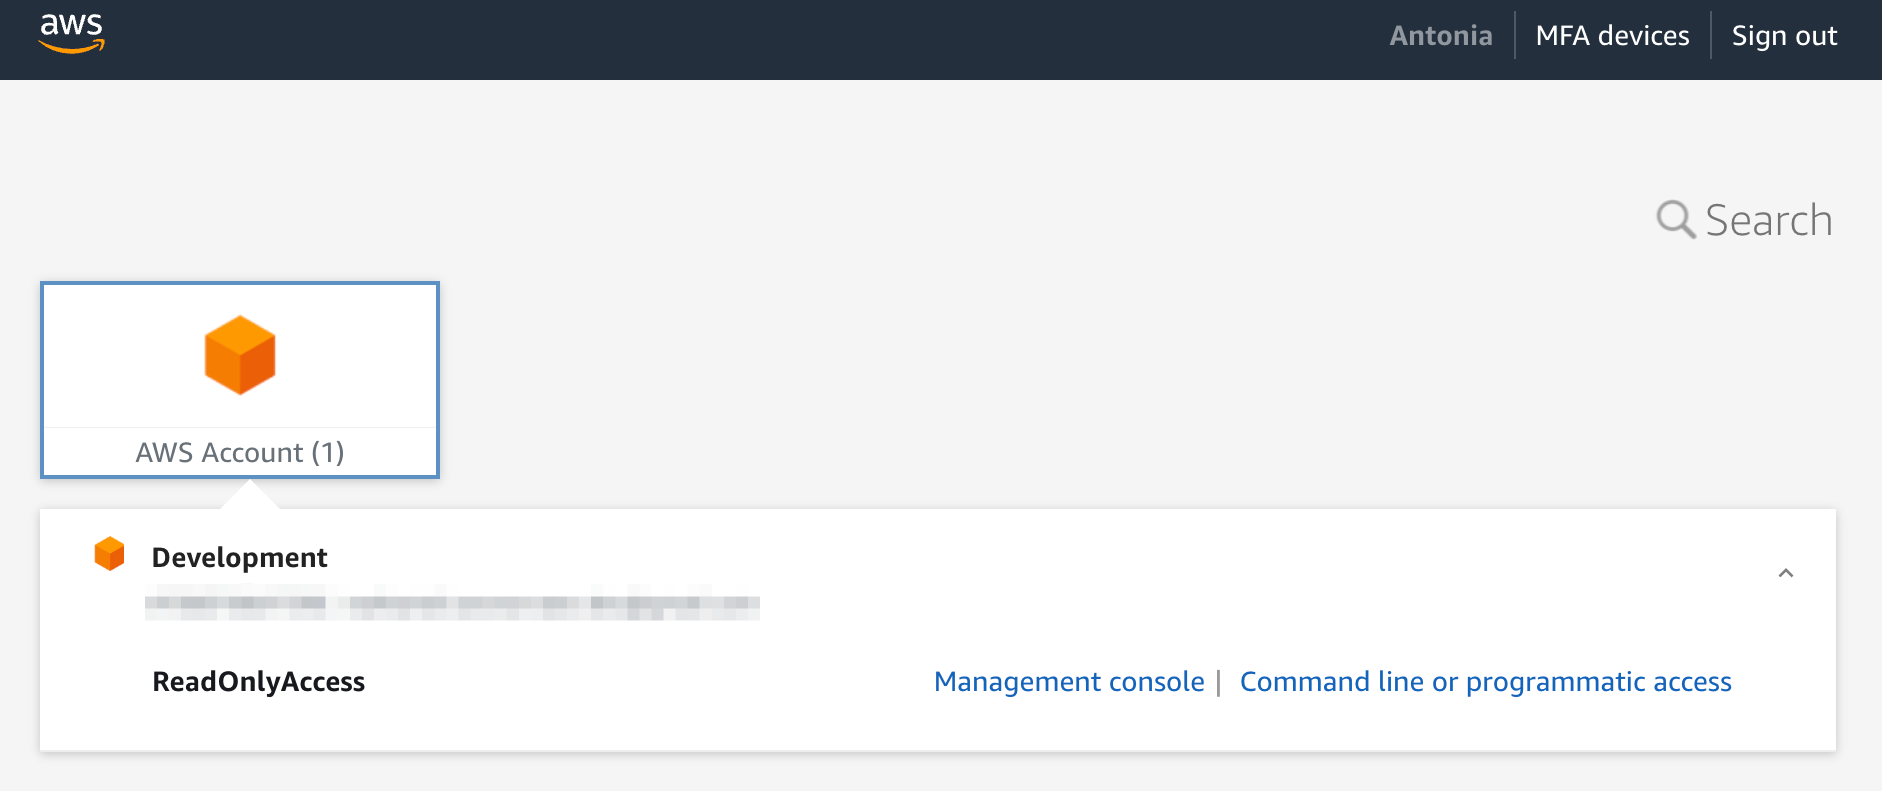 aws
Antonia
MFA devices
Sign out
Search
AWS Account (1)
Development
ReadOnlyAccess
Management console | Command line or programmatic access